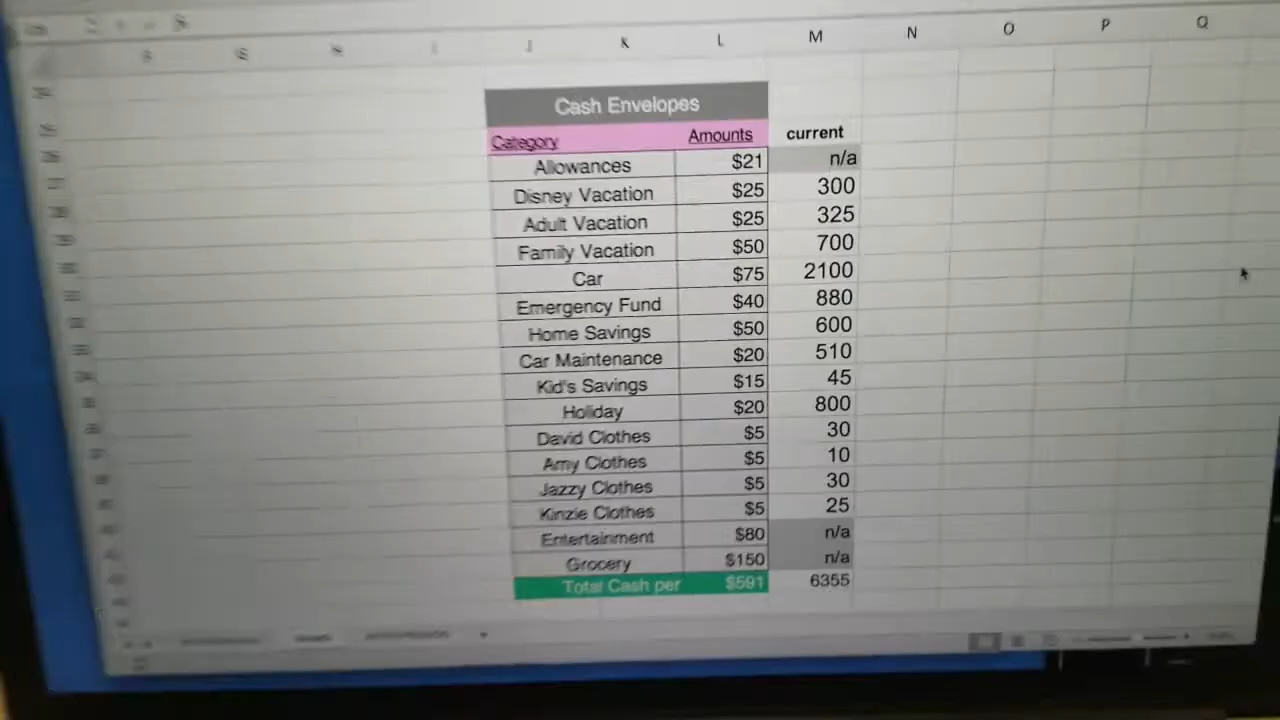 J K L M N O P Q
Cash Envelopes
Category Amounts current
Allowances $21 n/a
Disney Vacation $25 300
Adult Vacation $25 325
Family Vacation $50 700
Car $75 2100
Emergency Fund $40 880
Home Savings $50 600
Car Maintenance $20 510
Kid's Savings $15 45
Holiday $20 800
David Clothes $5 30
Amy Clothes $5 10
Jazzy Clothes $5 30
Kinzie Clothes $5 25
Entertainment $80 n/a
Grocery $150 n/a
Total Cash per $591 6355